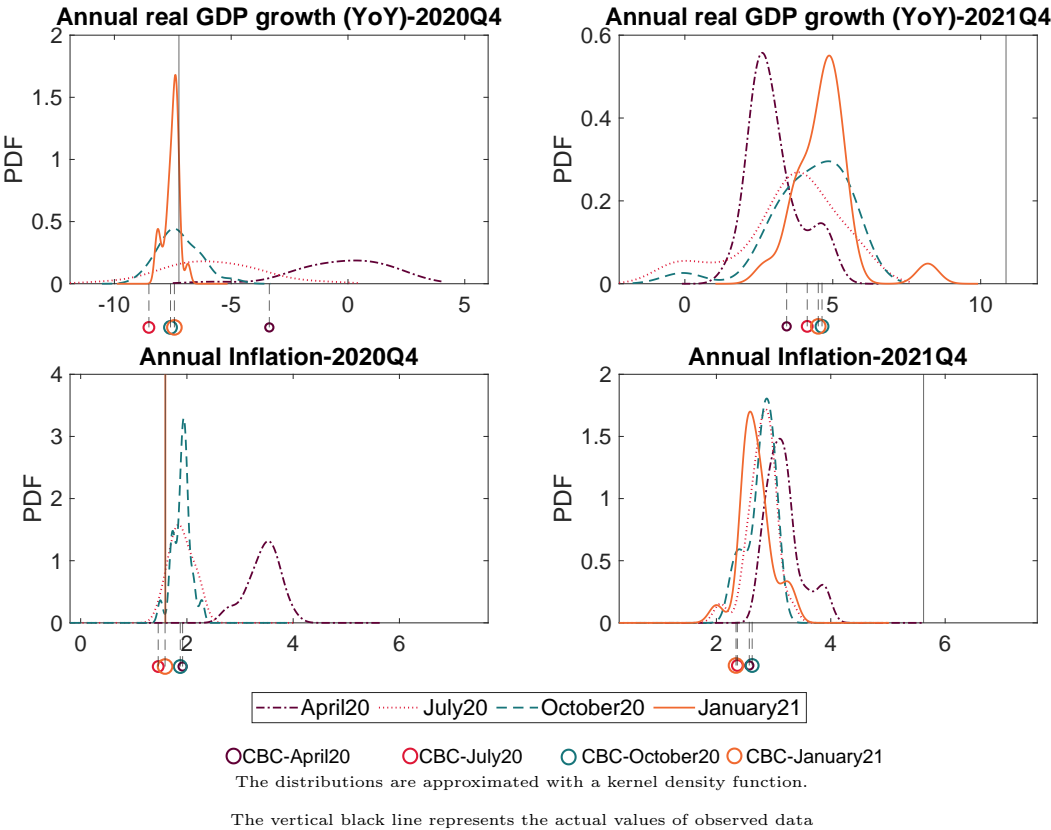 Annual real GDP growth (YoY)-2020Q4
Annual real GDP growth (YoY)-2021Q4
2
1.5
1
0.5
0
PDF
-10
-5
0
5
0.6
0.4
0.2
0
PDF
0
5
10
Annual Inflation-2020Q4
Annual Inflation-2021Q4
4
3
2
1
0
PDF
0
2
4
6
2
1.5
1
0.5
0
PDF
2
4
6
April20 July20 October20 January21
CBC-April20 CBC-July20 CBC-October20 CBC-January21
The distributions are approximated with a kernel density function.
The vertical black line represents the actual values of observed data